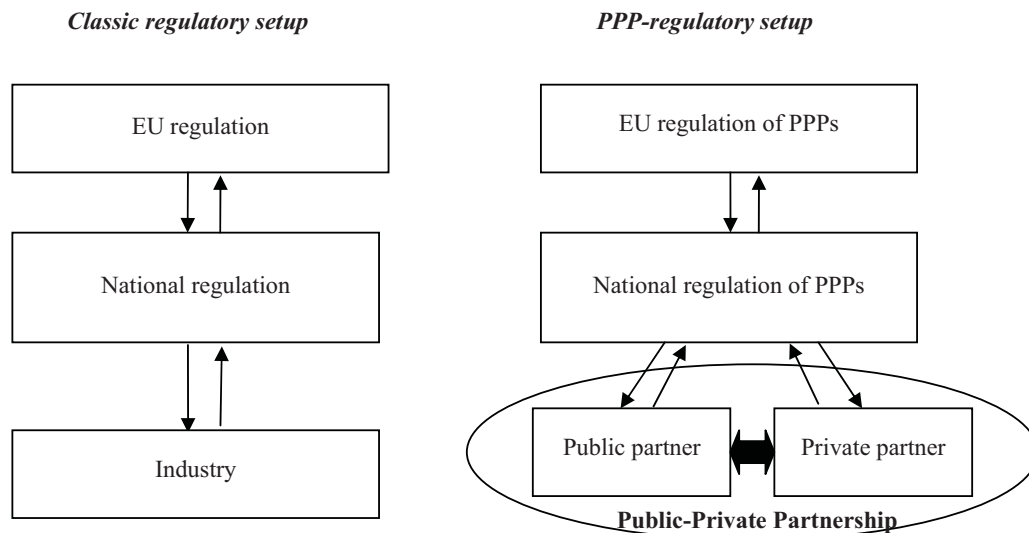 Classic regulatory setup
PPP-regulatory setup
EU regulation
EU regulation of PPPs
National regulation
National regulation of PPPs
Public partner
Private partner
Industry
Public-Private Partnership